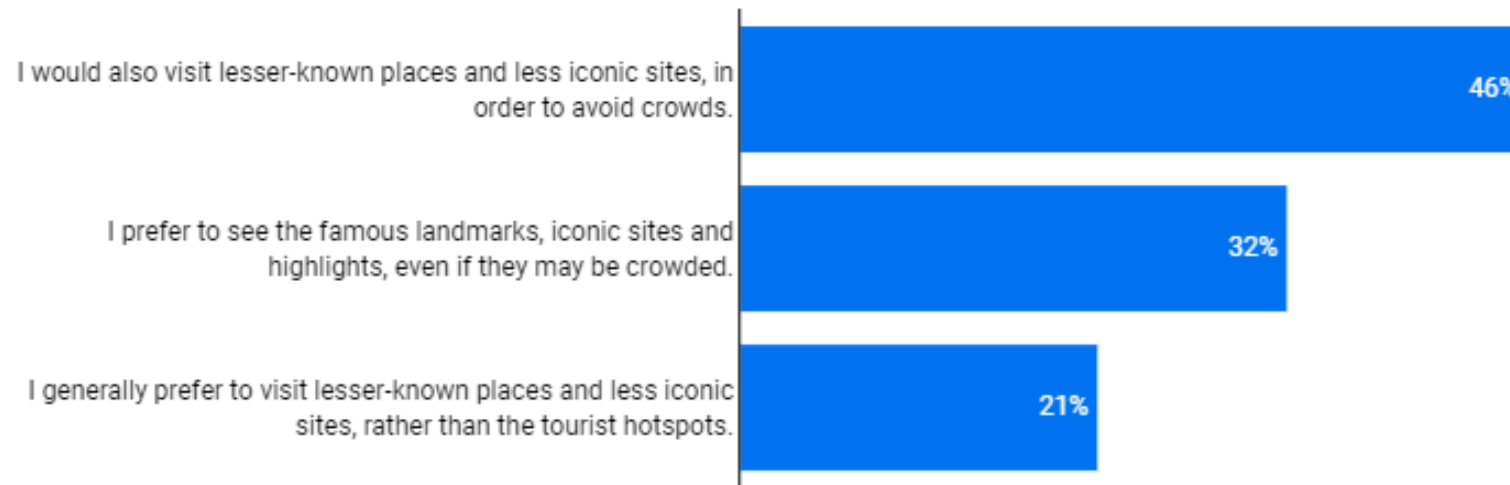 I would also visit lesser-known places and less iconic sites, in
order to avoid crowds.
46%
I prefer to see the famous landmarks, iconic sites and
highlights, even if they may be crowded.
32%
I generally prefer to visit lesser-known places and less iconic
sites, rather than the tourist hotspots.
21%